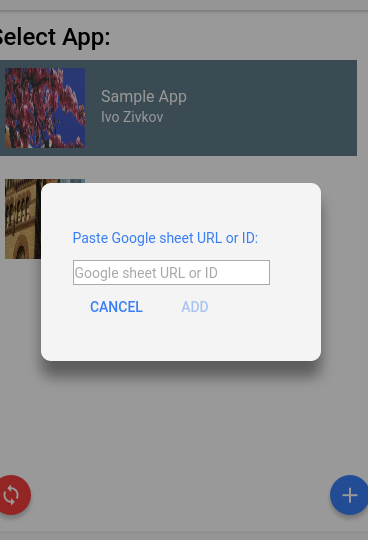 Select App:
Sample App
Ivo Zivkov
Paste Google sheet URL or ID:
Google sheet URL or ID
CANCEL ADD